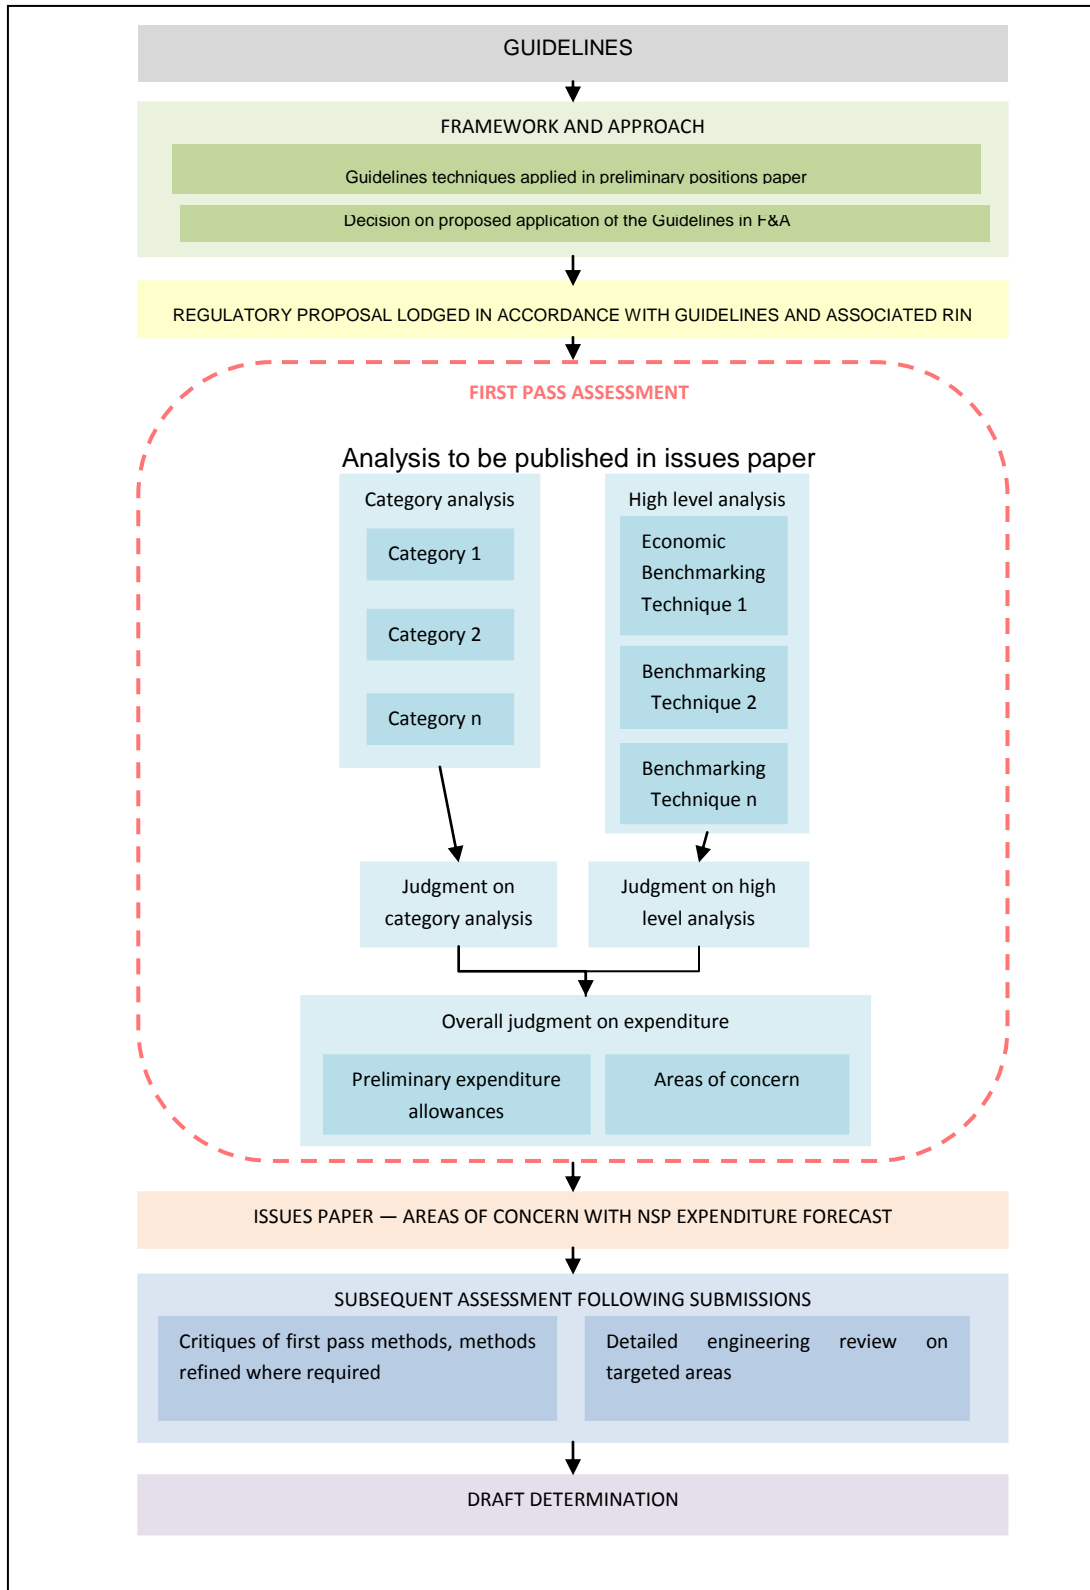 GUIDELINES
FRAMEWORK AND APPROACH
Guidelines techniques applied in preliminary positions paper
Decision on proposed application of the Guidelines in F&A
REGULATORY PROPOSAL LODGED IN ACCORDANCE WITH GUIDELINES AND ASSOCIATED RIN
FIRST PASS ASSESSMENT
Analysis to be published in issues paper
Category analysis
Category 1
Category 2
Category n
High level analysis
Economic
Benchmarking
Technique 1
Benchmarking
Technique 2
Benchmarking
Technique n
Judgment on
category analysis
Judgment on high
level analysis
Overall judgment on expenditure
Preliminary expenditure
allowances
Areas of concern
ISSUES PAPER — AREAS OF CONCERN WITH NSP EXPENDITURE FORECAST
SUBSEQUENT ASSESSMENT FOLLOWING SUBMISSIONS
Critiques of first pass methods, methods
refined where required
Detailed engineering review on
targeted areas
DRAFT DETERMINATION